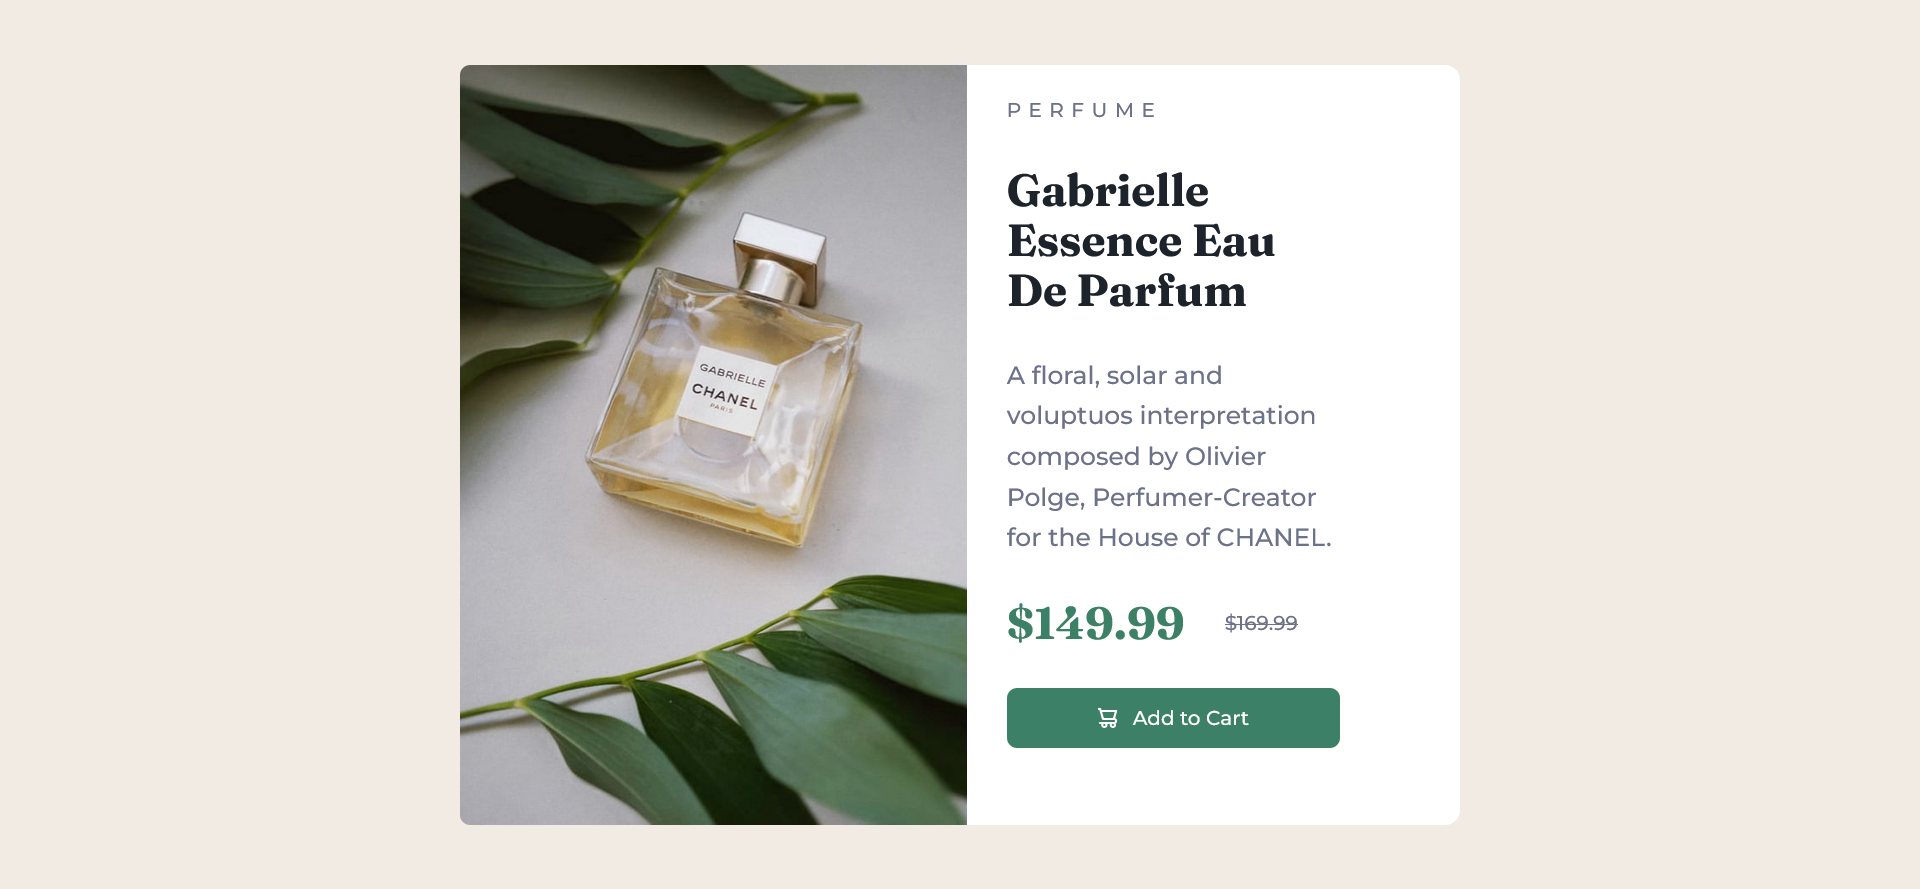 GABRIELLE
CHANEL
PARIS
PERFUME
Gabrielle
Essence Eau
De Parfum
A floral, solar and
voluptuos interpretation
composed by Olivier
Polge, Perfumer-Creator
for the House of CHANEL.
$149.99 $169.99
Add to Cart